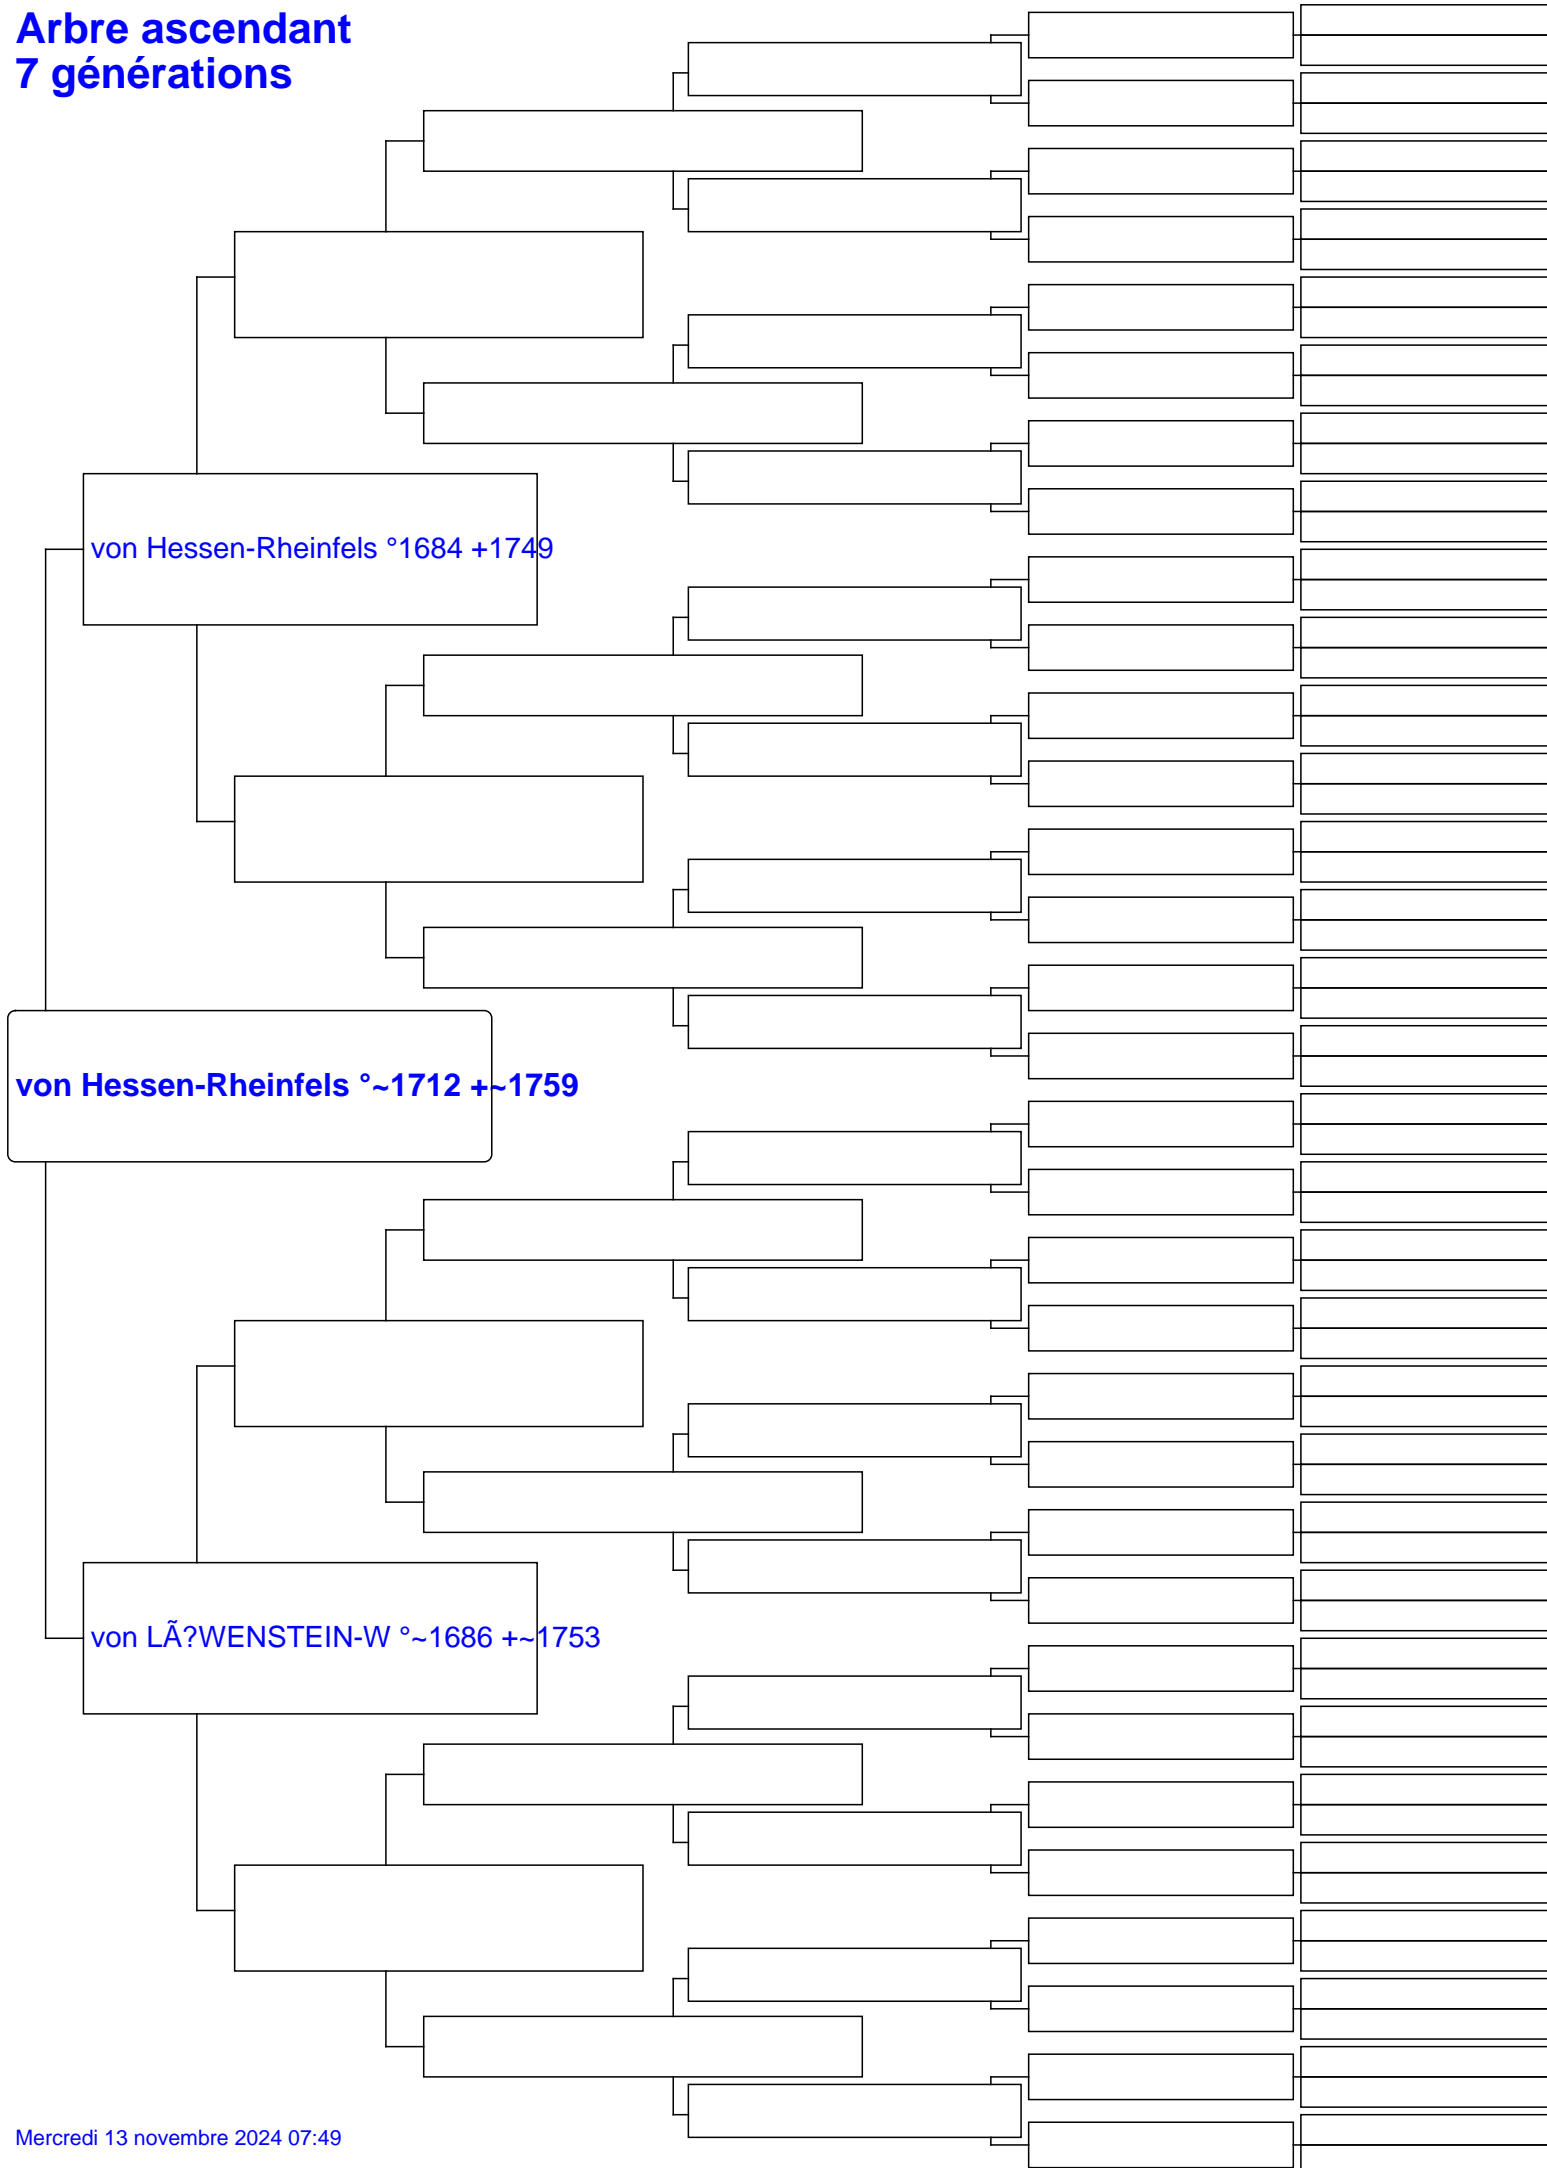 Arbre ascendant
7 générations
von Hessen-Rheinfels °1684 +1749
von Hessen-Rheinfels °~1712 +~1759
von LÃ?WENSTEIN-W °~1686 +~1753
Mercredi 13 novembre 2024 07:49